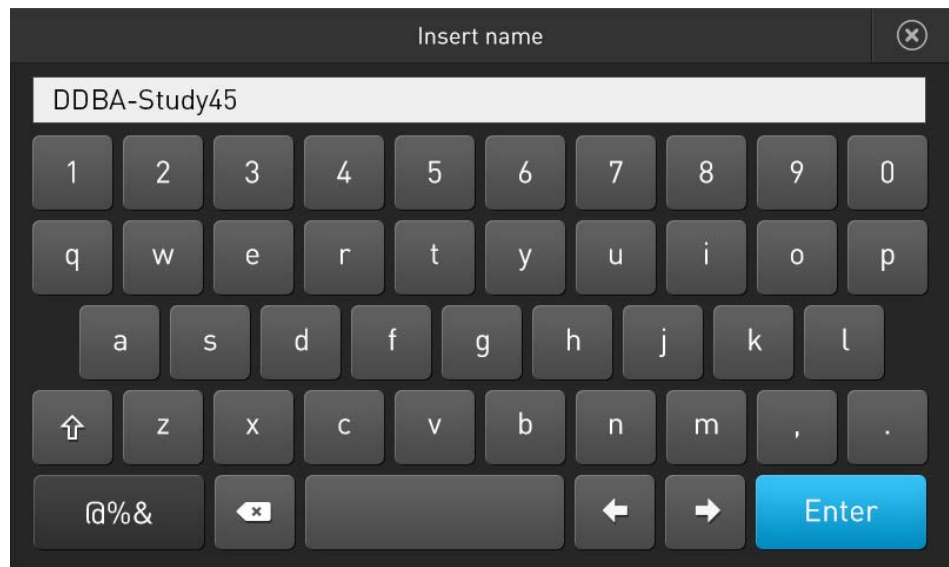 Insert name
DDBA-Study45
1 2 3 4 5 6 7 8 9 0
q w e r t y u i o p
a s d f g h j k l
z x c v b n m , .
@%& Enter